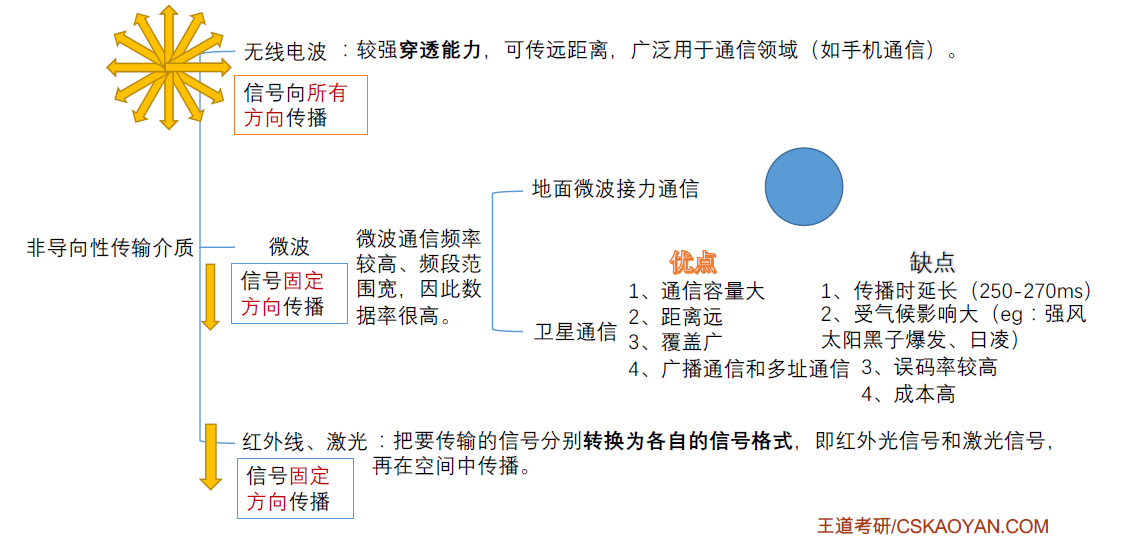 无线电波：较强穿透能力，可传远距离，广泛用于通信领域（如手机通信）。
信号向所有
方向传播
地面微波接力通信
非导向性传输介质
微波
信号固定
方向传播
微波通信频率
较高、频段范
围宽，因此数
据率很高。
卫星通信
优点
1、通信容量大
2、距离远
3、覆盖广
4、广播通信和多址通信
缺点
1、传播时延长（250-270ms）
2、受气候影响大（eg：强风
太阳黑子爆发、日凌）
3、误码率较高
4、成本高
红外线、激光：把要传输的信号分别转换为各自的信号格式，即红外光信号和激光信号，
再在空间中传播。
信号固定
方向传播
王道考研/CSKAOYAN.COM